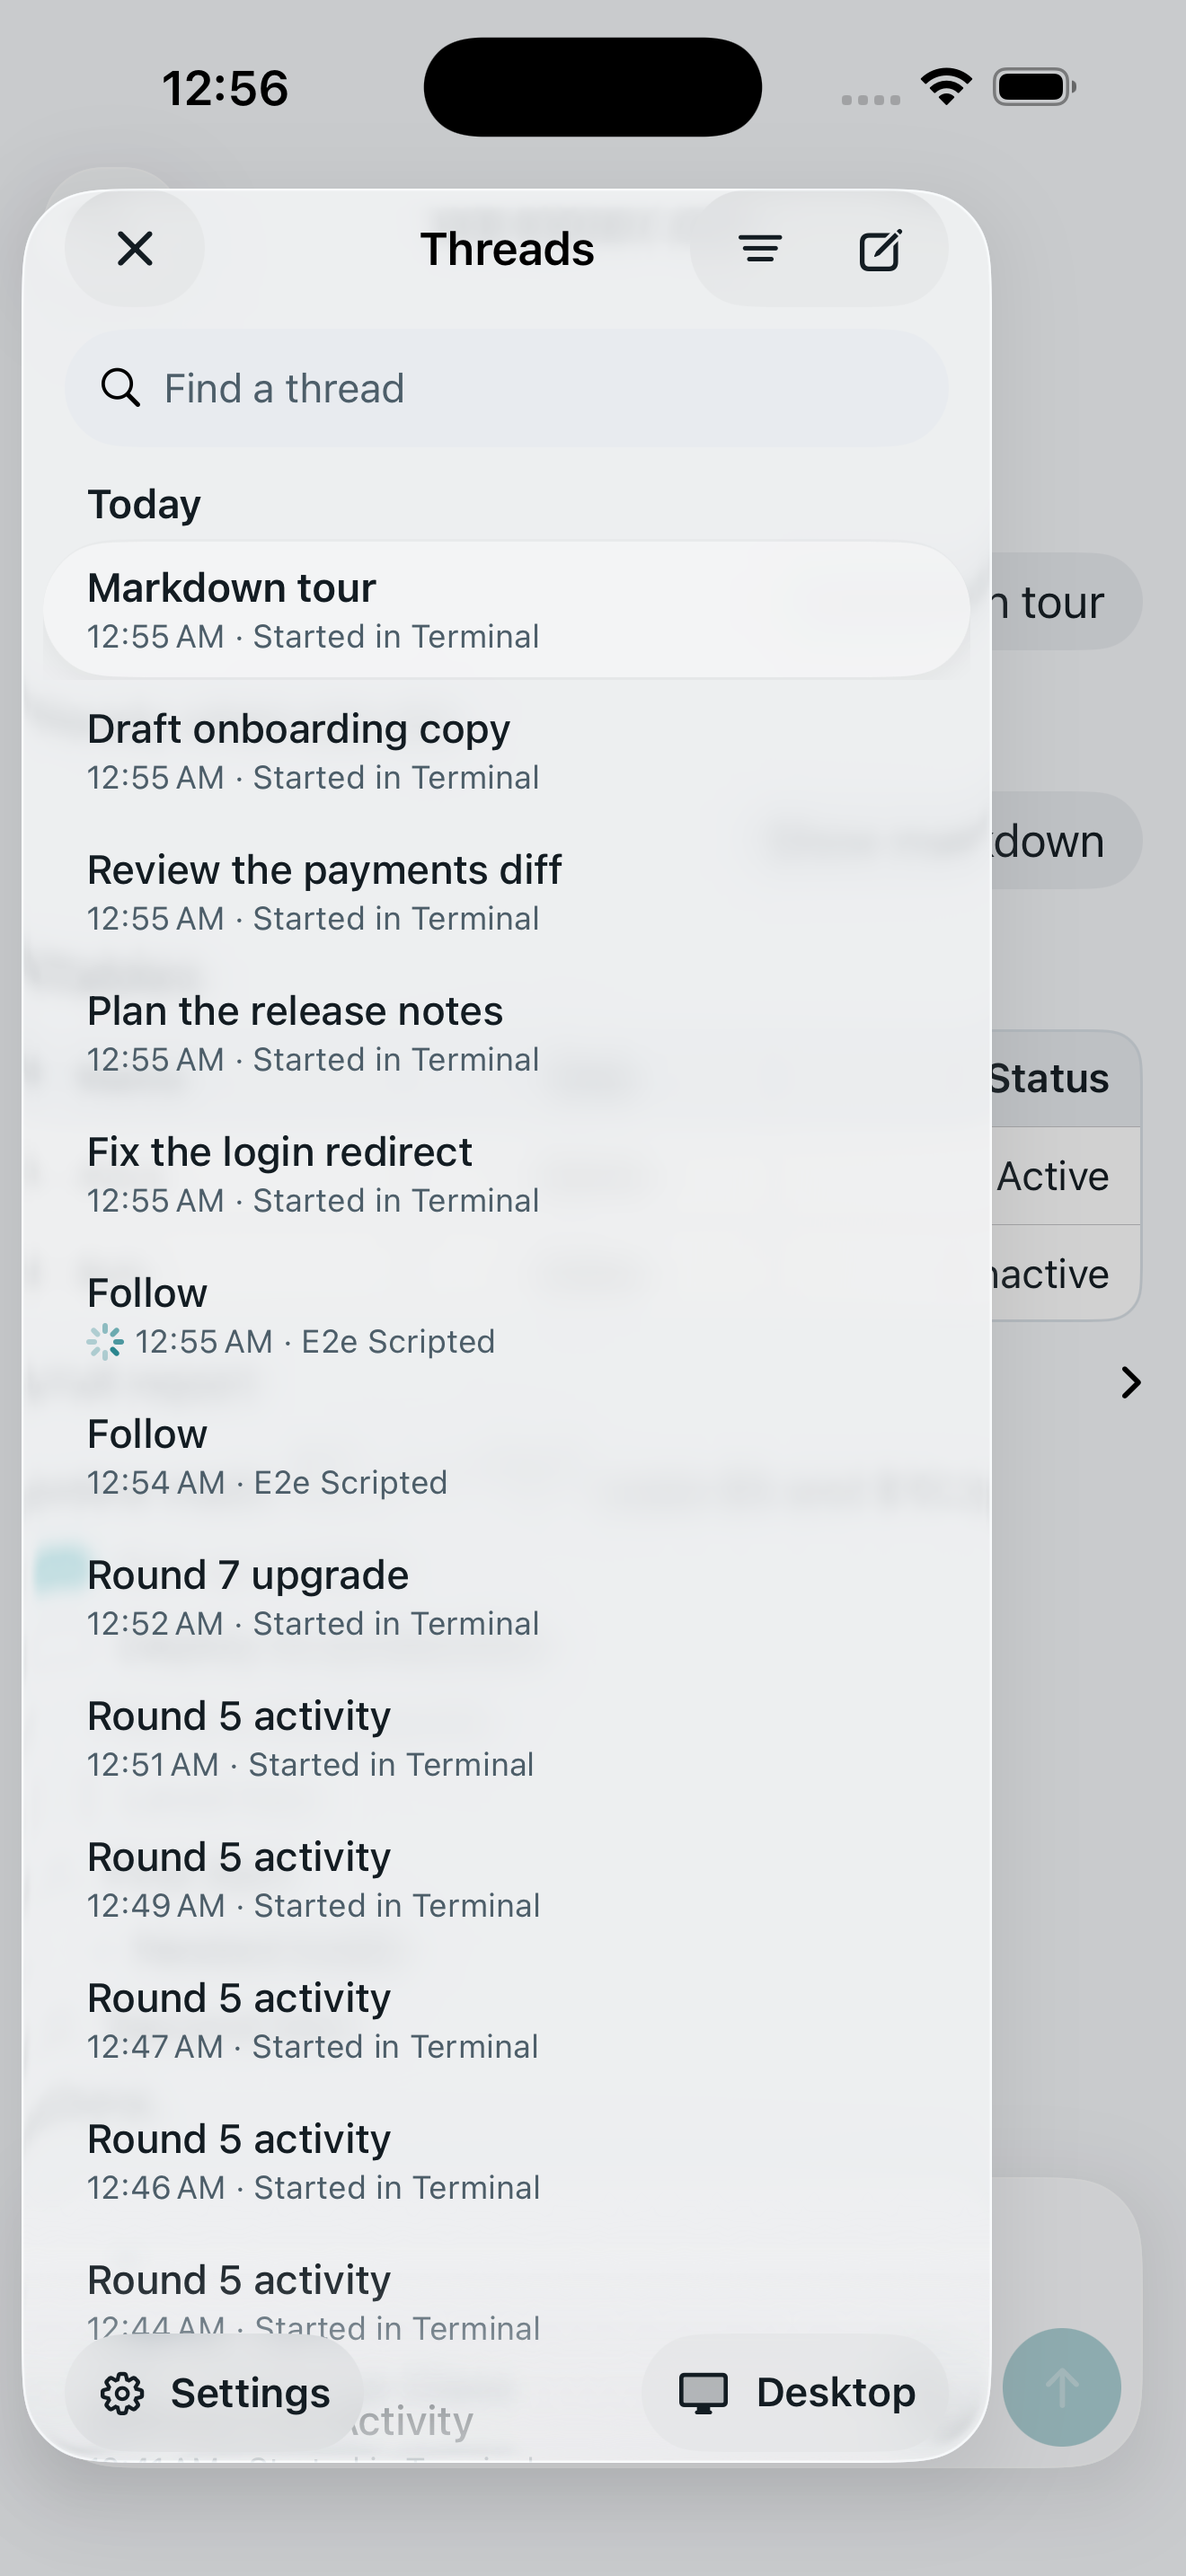 12:56
Threads
Find a thread
Today
Markdown tour
12:55 AM · Started in Terminal
n tour
Draft onboarding copy
12:55 AM · Started in Terminal
Review the payments diff
12:55 AM · Started in Terminal
kdown
Plan the release notes
12:55 AM · Started in Terminal
Status
Fix the login redirect
12:55 AM · Started in Terminal
Active
Follow
12:55 AM · E2e Scripted
nactive
Follow
12:54 AM · E2e Scripted
Round 7 upgrade
12:52 AM · Started in Terminal
Round 5 activity
12:51 AM · Started in Terminal
Round 5 activity
12:49 AM · Started in Terminal
Round 5 activity
12:47 AM · Started in Terminal
Round 5 activity
12:46 AM · Started in Terminal
Round 5 activity
12:44 AM · Started in Terminal
Settings
Desktop
activity